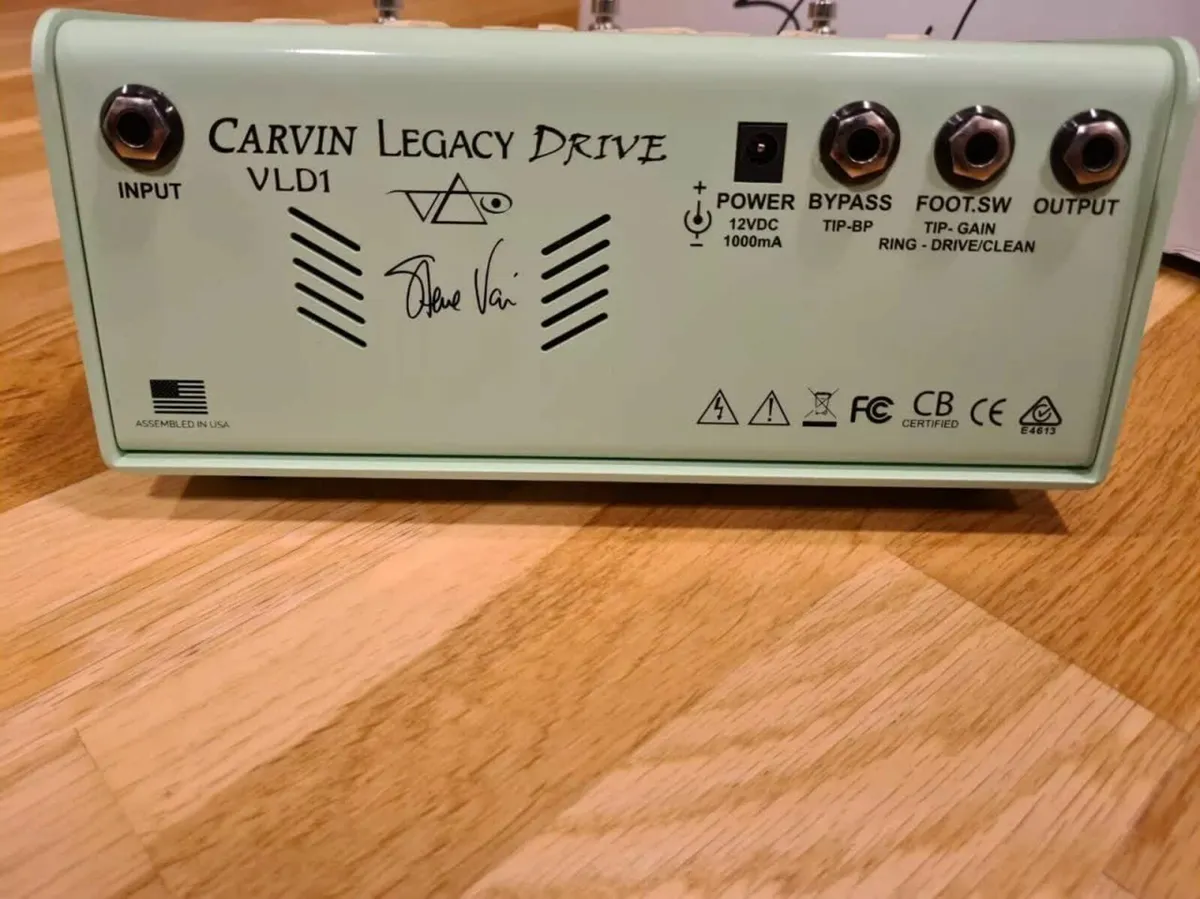 CARVIN LEGACY DRIVE
VLD1
VAI
Steve Vai
INPUT
+
-
POWER
12VDC
1000mA
BYPASS
TIP-BP
FOOT.SW
TIP- GAIN
RING - DRIVE/CLEAN
OUTPUT
ASSEMBLED IN USA
FC
CB
CERTIFIED
CE
E4613